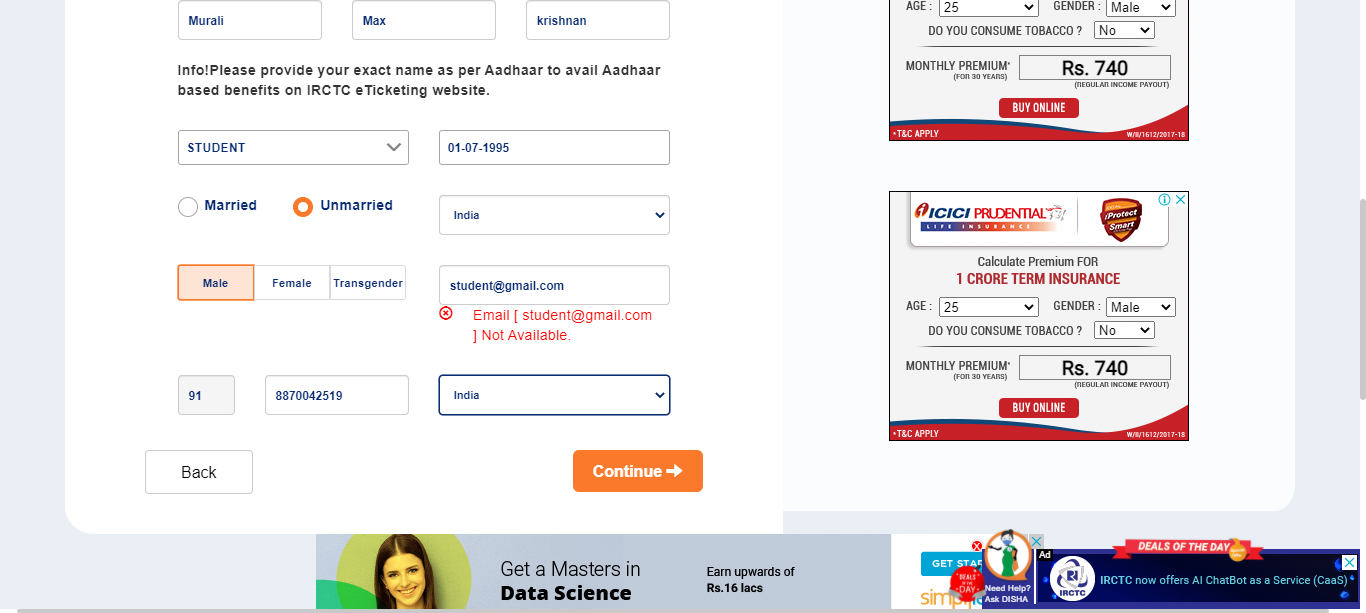 Murali Max krishnan
Info!Please provide your exact name as per Aadhaar to avail Aadhaar
based benefits on IRCTC eTicketing website.
STUDENT 01-07-1995
Married Unmarried India
Male Female Transgender student@gmail.com
Email [ student@gmail.com
] Not Available.
91 8870042519 India
Back Continue
AGE : 25 GENDER : Male
DO YOU CONSUME TOBACCO ? No
MONTHLY PREMIUM* Rs. 740
(FOR 30 YEARS) (REGULAR INCOME PAYOUT)
BUY ONLINE
*T&C APPLY W/II/1612/2017-18
ICICI PRUDENTIAL
LIFE INSURANCE
iProtect
Smart
Calculate Premium FOR
1 CRORE TERM INSURANCE
AGE : 25 GENDER : Male
DO YOU CONSUME TOBACCO ? No
MONTHLY PREMIUM* Rs. 740
(FOR 30 YEARS) (REGULAR INCOME PAYOUT)
BUY ONLINE
*T&C APPLY W/II/1612/2017-18
Get a Masters in
Data Science
Earn upwards of
Rs.16 lacs
GET STAR
simpl
DEALS
OF THE
DAY
Need Help?
Ask DISHA
Ad
DEALS OF THE DAY
IRCTC
IRCTC now offers AI ChatBot as a Service (CaaS)